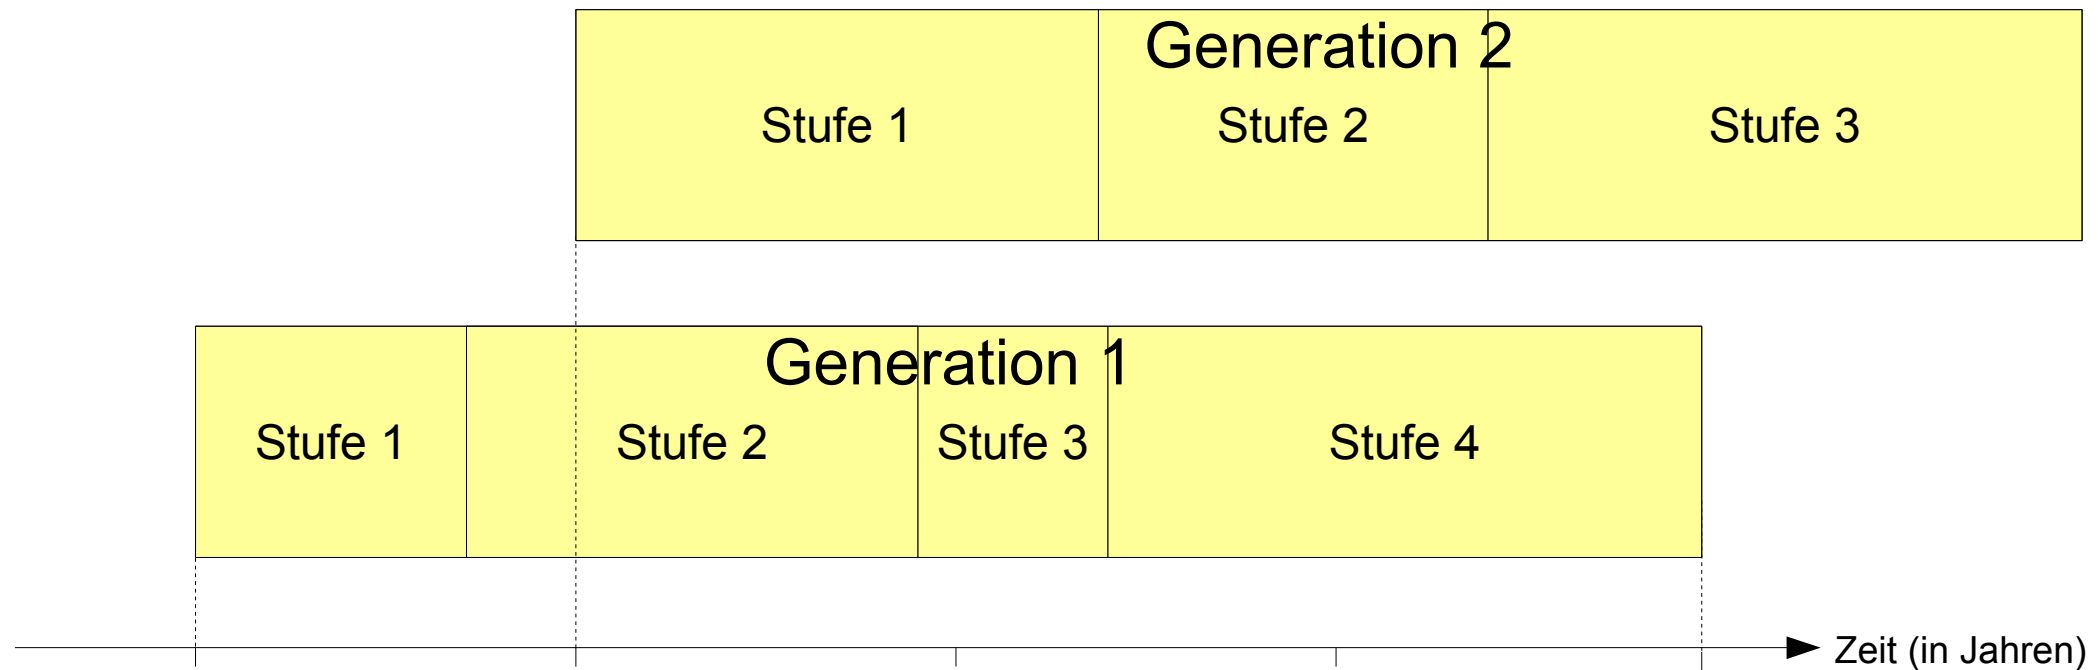 Generation 2
Stufe 1 Stufe 2 Stufe 3
Generation 1
Stufe 1 Stufe 2 Stufe 3 Stufe 4
Zeit (in Jahren)